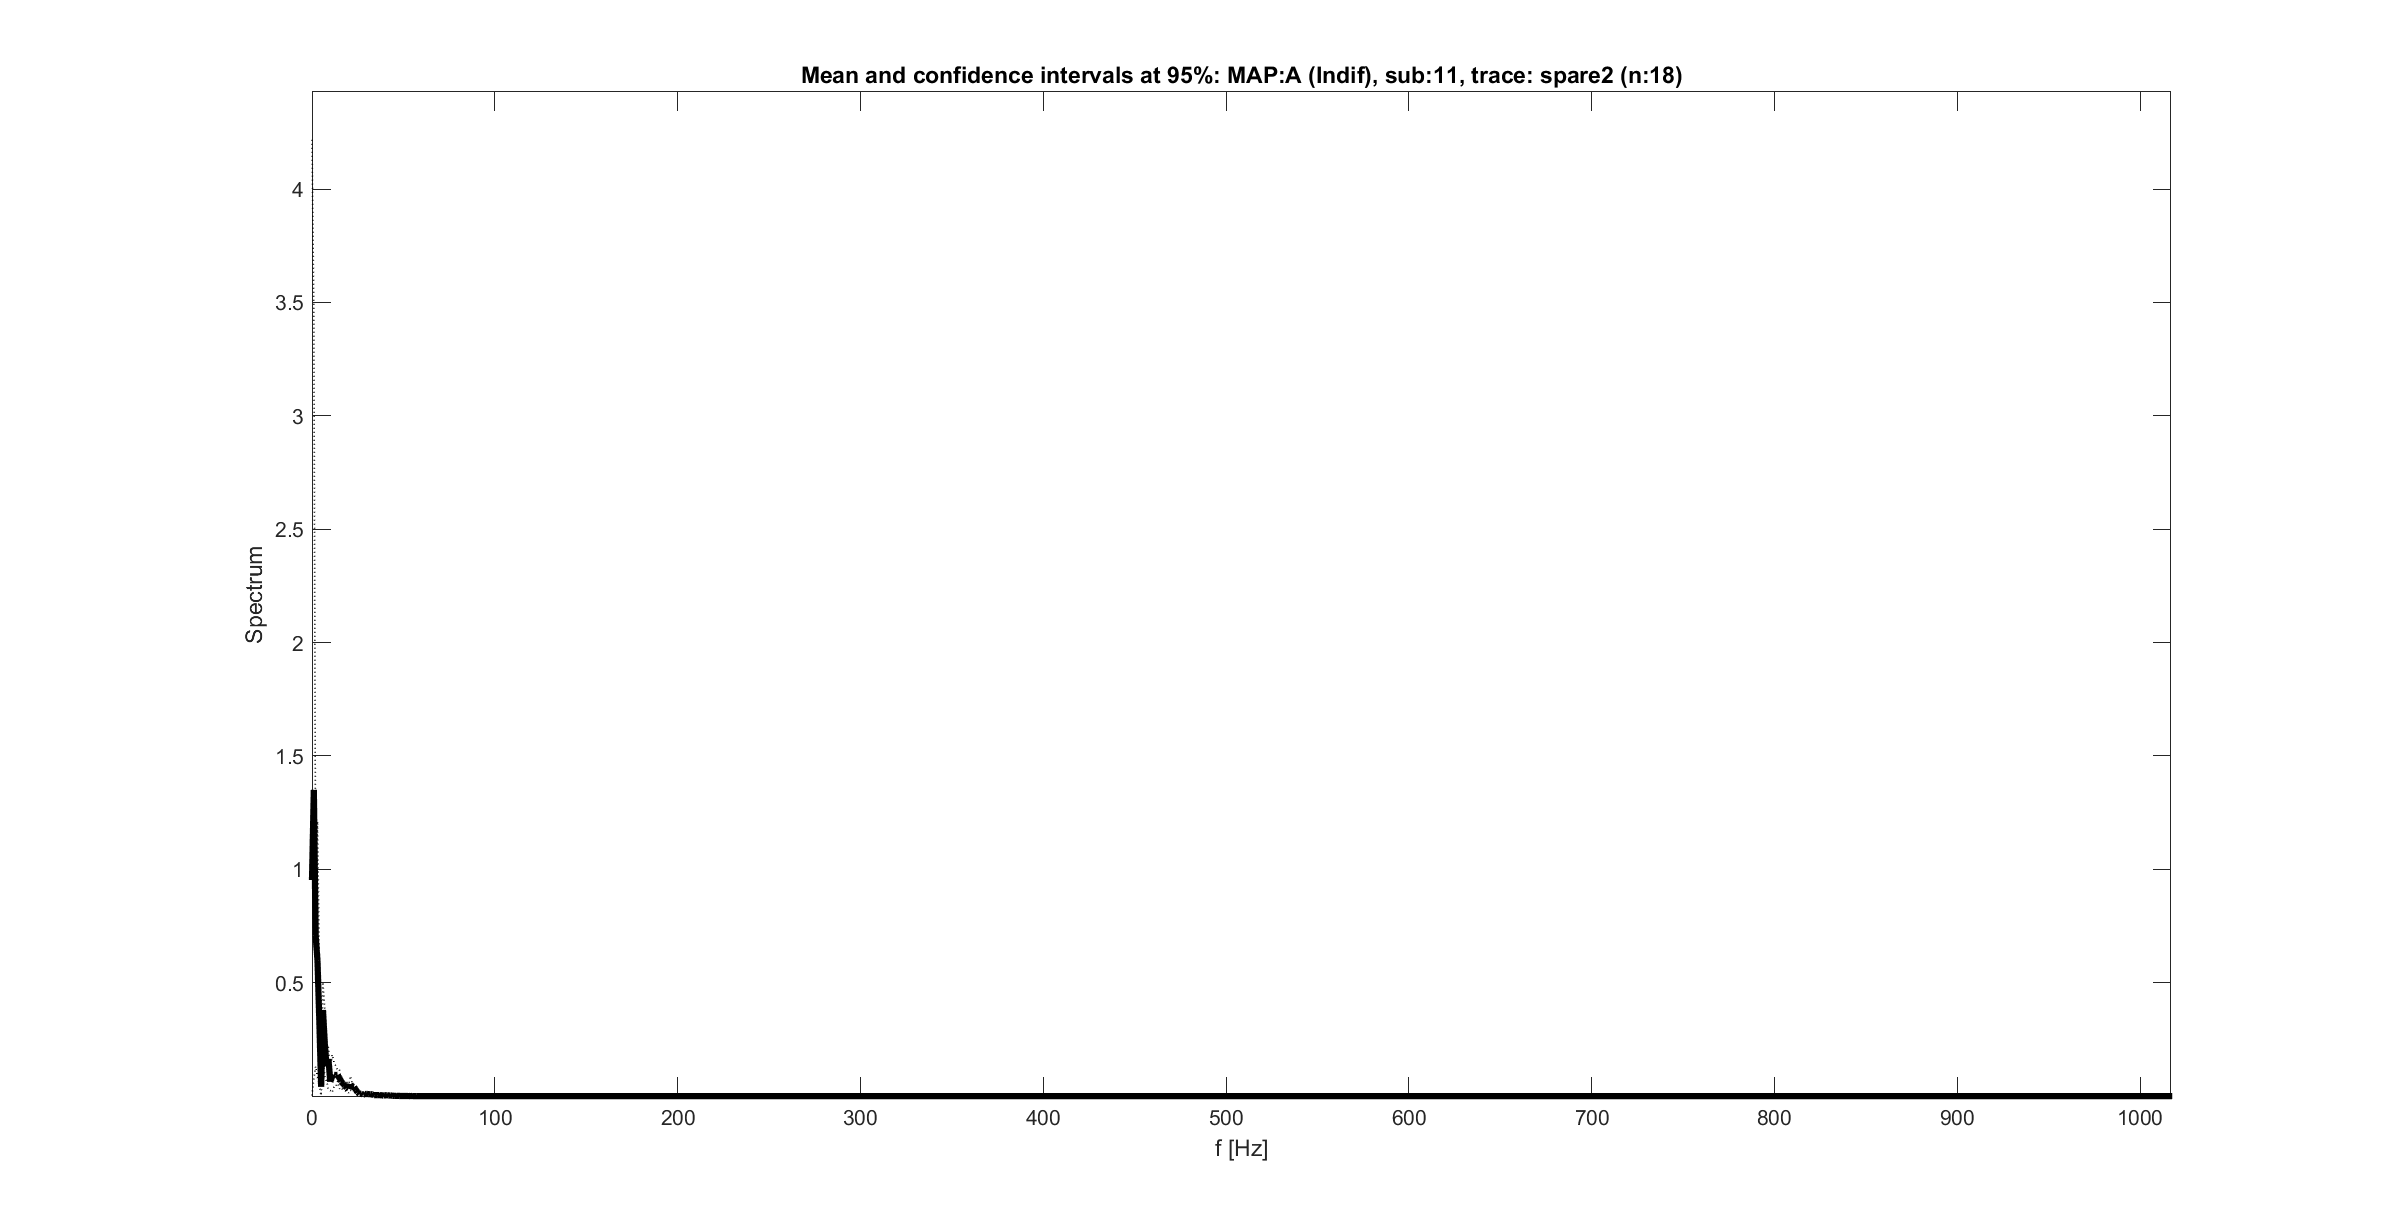 Mean and confidence intervals at 95%: MAP:A (Indif), sub:11, trace: spare2 (n:18)
4
3.5
3
2.5
2
1.5
1
0.5
Spectrum
0 100 200 300 400 500 600 700 800 900 1000
f [Hz]